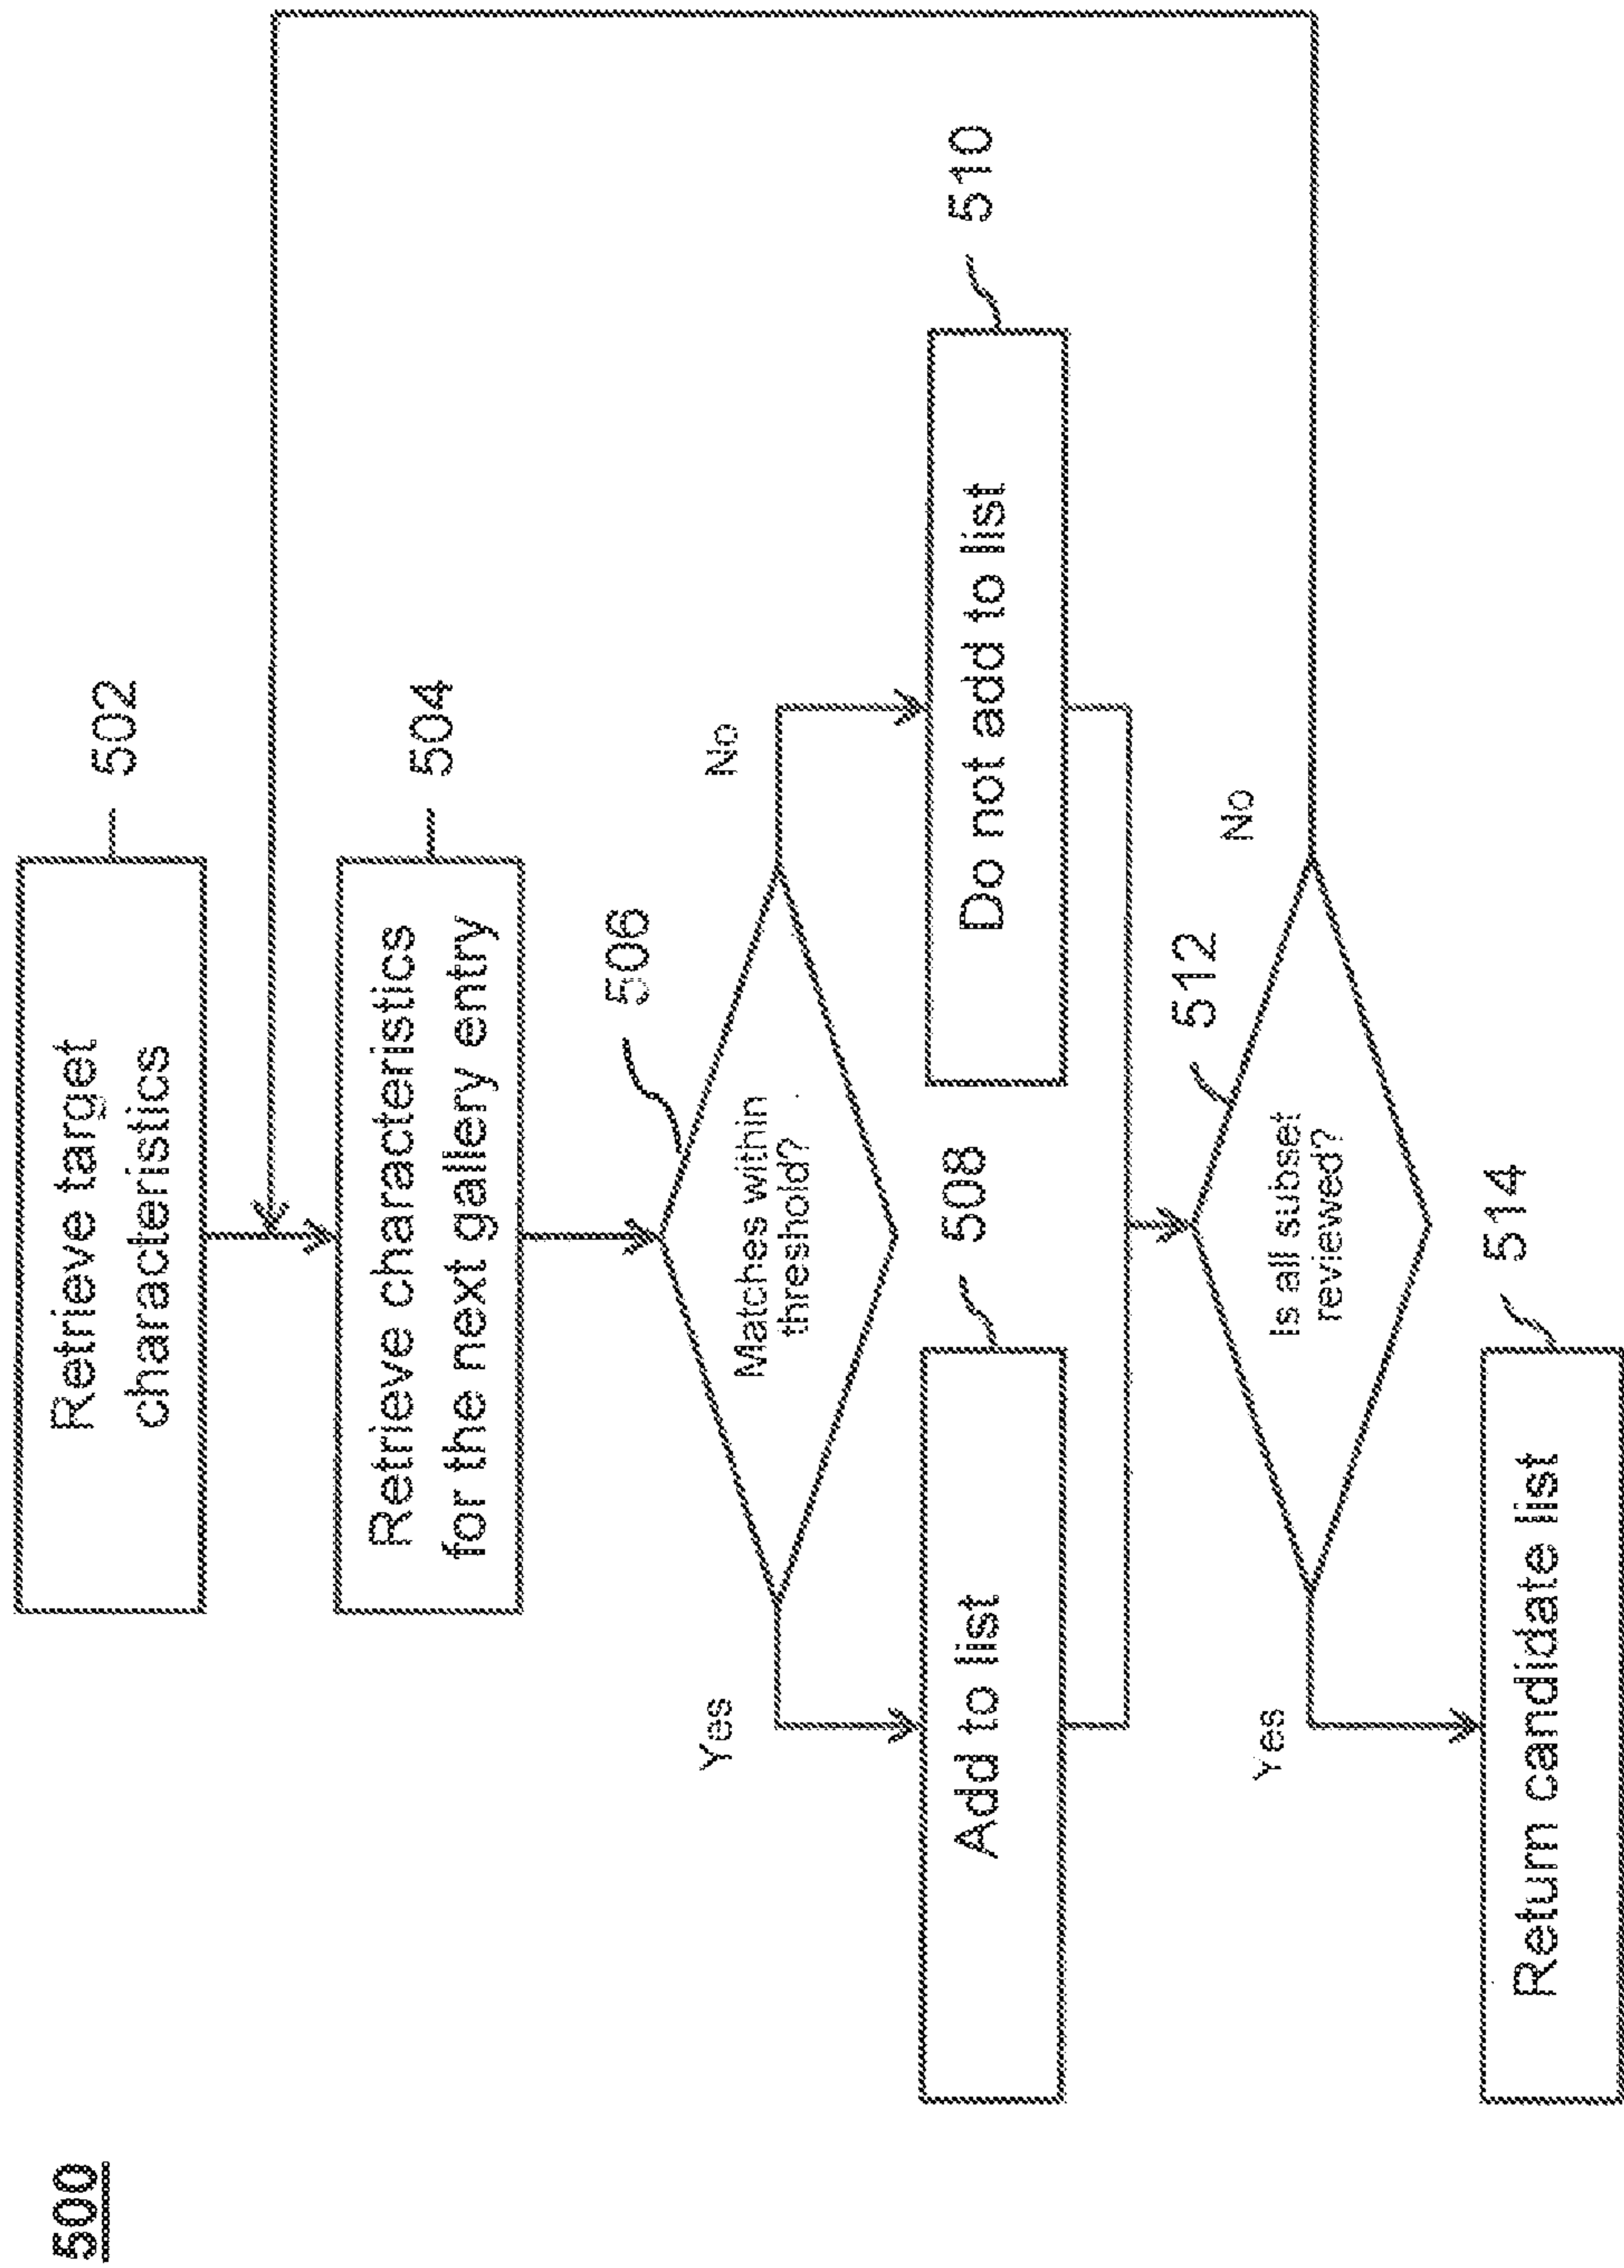 500
Retrieve target
characteristics
502
Retrieve characteristics
for the next gallery entry
504
506
Matches within
threshold?
Yes
No
Add to list
508
Do not add to list
510
512
Is all subset
reviewed?
Yes
No
Return candidate list
514